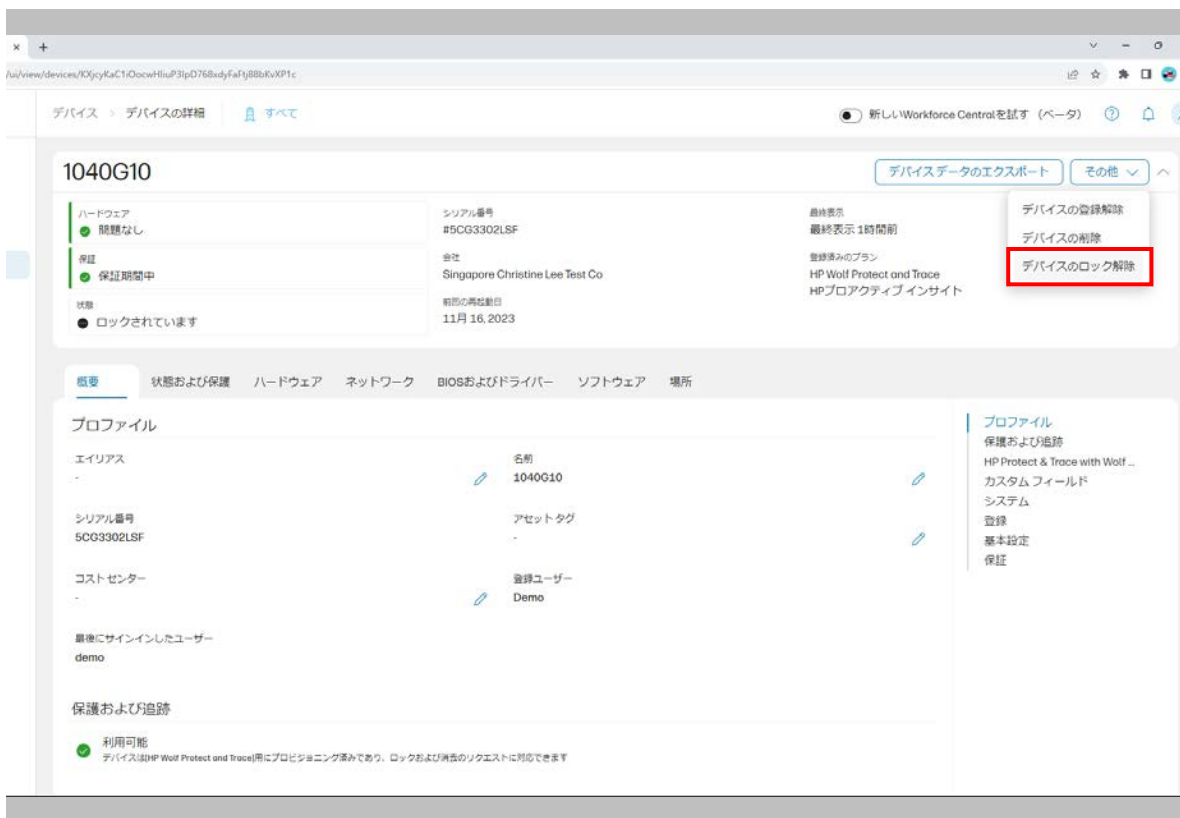 デバイス > デバイスの詳細 すべて 新しいWorkforce Centralを試す（ベータ）
1040G10 デバイスデータのエクスポート その他
デバイスの登録解除
デバイスの削除
デバイスのロック解除
ハードウェア
問題なし
保証
保証期間中
状態
ロックされています
シリアル番号
#5CG3302LSF
会社
Singapore Christine Lee Test Co
前回の再起動日
11月 16, 2023
最終表示
最終表示 1時間前
登録済みのプラン
HP Wolf Protect and Trace
HPプロアクティブ インサイト
概要 状態および保護 ハードウェア ネットワーク BIOSおよびドライバー ソフトウェア 場所
プロファイル
エイリアス
-
名前
1040G10
シリアル番号
5CG3302LSF
アセット タグ
-
コスト センター
-
登録ユーザー
Demo
最後にサインインしたユーザー
demo
保護および追跡
利用可能
デバイスは[HP Wolf Protect and Trace]用にプロビジョニング済みであり、ロックおよび消去のリクエストに対応できます
プロファイル
保護および追跡
HP Protect & Trace with Wolf ...
カスタム フィールド
システム
登録
基本設定
保証